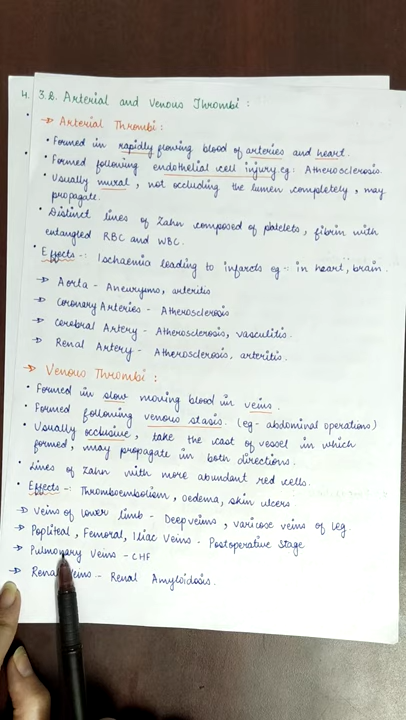 4. 3.B. Arterial and Venous Thrombi :
→ Arterial Thrombi :
• Formed in rapidly flowing blood of arteries and heart.
• Formed following endothelial cell injury. eg: Atherosclerosis.
• Usually mural, not occluding the lumen completely, may
propagate.
• Distinct lines of Zahn composed of platelets, fibrin with
entangled RBC and WBC.
• Effects -: Ischaemia leading to infarcts eg-: in heart, brain.
→ Aorta - Aneurysms, arteritis
→ Coronary Arteries - Atherosclerosis
→ Cerebral Artery - Atherosclerosis, vasculitis.
→ Renal Artery - Atherosclerosis, arteritis.
→ Venous Thrombi :
• Formed in slow moving blood in veins.
• Formed following venous stasis. (eg- abdominal operations)
• Usually occlusive, take the cast of vessel in which
formed, may propagate in both directions.
• Lines of Zahn with more abundant red cells.
• Effects -: Thromboembolism, oedema, skin ulcers.
→ Veins of Lower limb - Deep veins, varicose veins of leg.
→ Popliteal, Femoral, Iliac Veins - Postoperative stage
→ Pulmonary Veins - CHF
→ Renal Veins - Renal Amyloidosis.